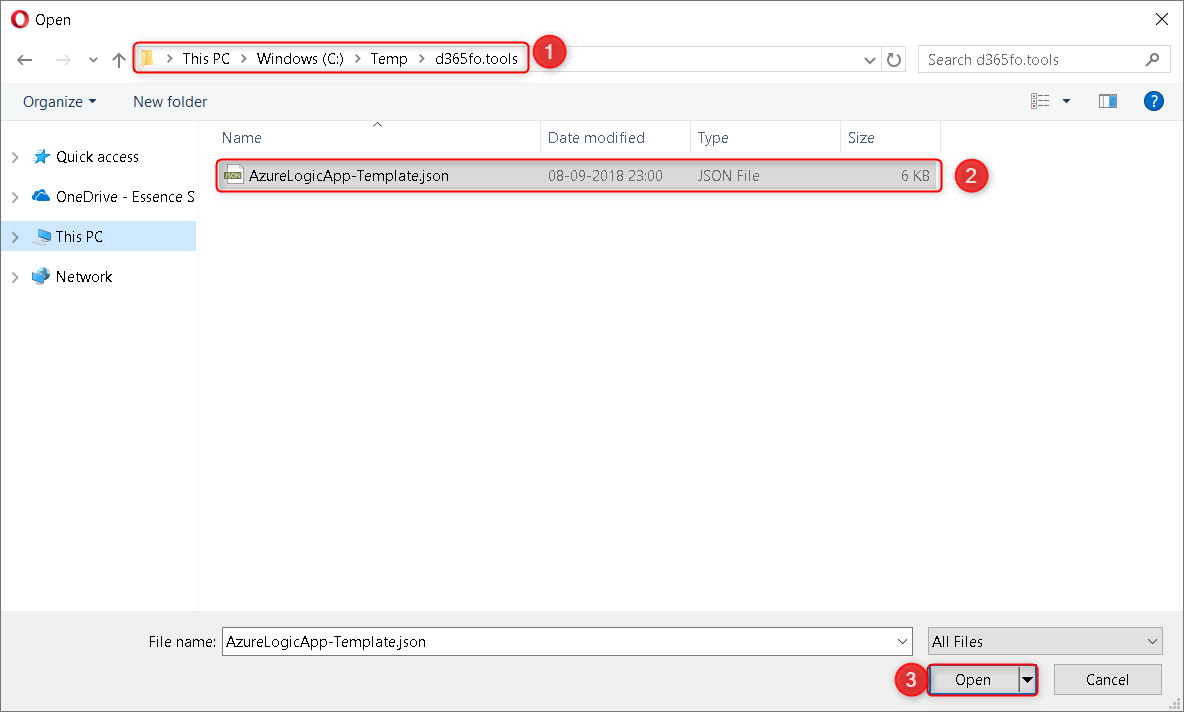 Open
This PC > Windows (C:) > Temp > d365fo.tools
1
Search d365fo.tools
Organize
New folder
?
Name
Date modified
Type
Size
Quick access
OneDrive - Essence S
This PC
Network
JSON
AzureLogicApp-Template.json
08-09-2018 23:00
JSON File
6 KB
2
File name:
AzureLogicApp-Template.json
All Files
3
Open
Cancel